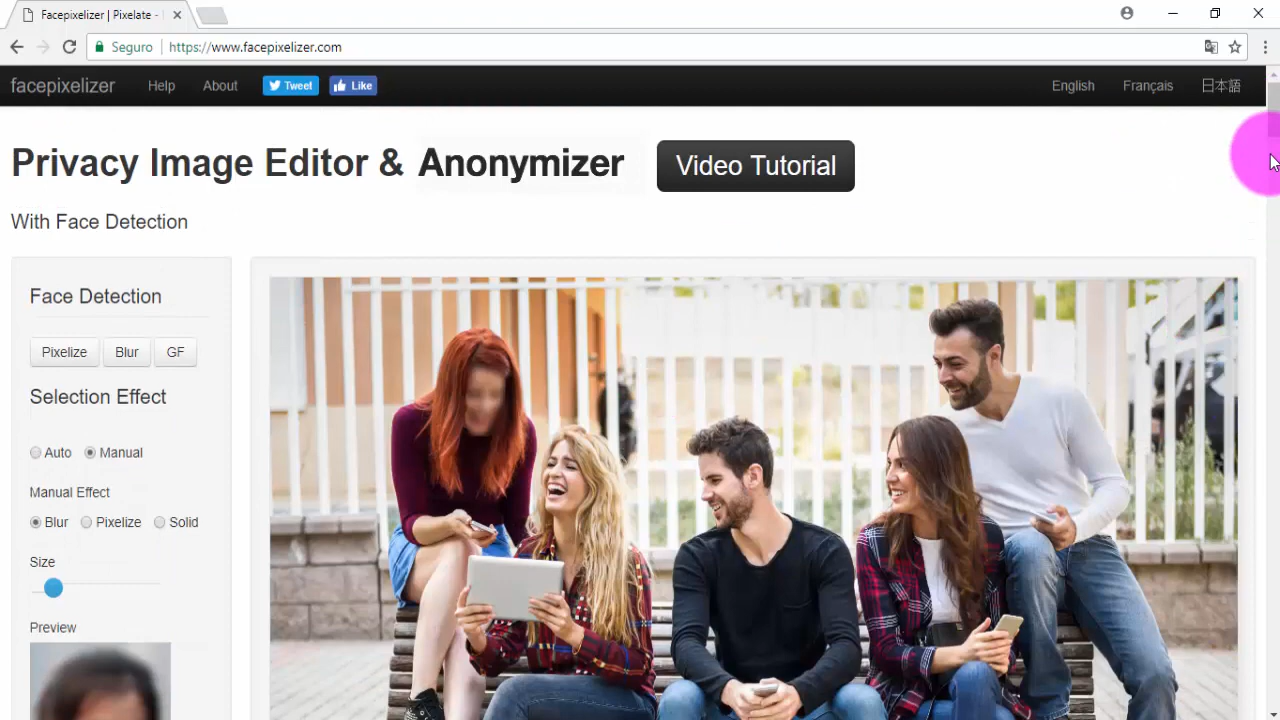 Facepixelizer | Pixelate -
Seguro
https://www.facepixelizer.com
facepixelizer
Help
About
Tweet
Like
English
Français
日本語
Privacy Image Editor & Anonymizer
Video Tutorial
With Face Detection
Face Detection
Pixelize
Blur
GF
Selection Effect
Auto
Manual
Manual Effect
Blur
Pixelize
Solid
Size
Preview